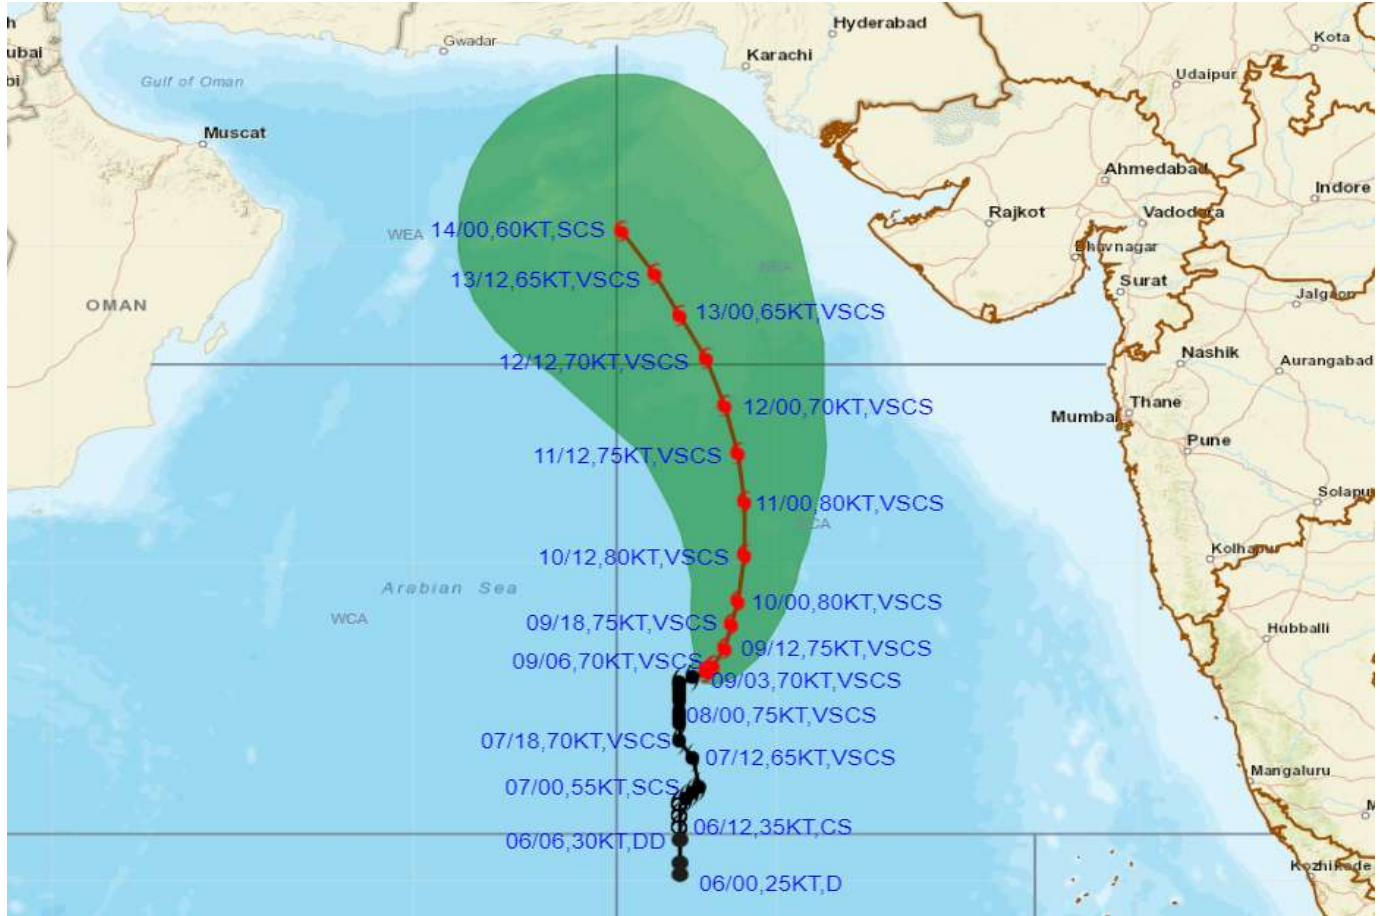 h
Hyderabad
Gwadar
Kota
ubai
Karachi
bi
Gulf of Oman
Udaipur
Muscat
Ahmedabad
Indore
Rajkot
Vadodara
14/00,60KT,SCS
WEA
Bhavnagar
13/12,65KT,VSCS
Surat
OMAN
Jalgaon
13/00,65KT,VSCS
Nashik
12/12,70KT,VSCS
Aurangabad
12/00,70KT,VSCS
Thane
Mumbai
Pune
11/12,75KT,VSCS
Solapu
11/00,80KT,VSCS
Kolhapur
10/12,80KT,VSCS
Arabian Sea
10/00,80KT,VSCS
WCA
09/18,75KT,VSCS
Hubballi
09/12,75KT,VSCS
09/06,70KT,VSCS
09/03,70KT,VSCS
08/00,75KT,VSCS
07/18,70KT,VSCS
07/12,65KT,VSCS
Mangaluru
07/00,55KT,SCS
M
06/12,35KT,CS
06/06,30KT,DD
Kozhikode
06/00,25KT,D